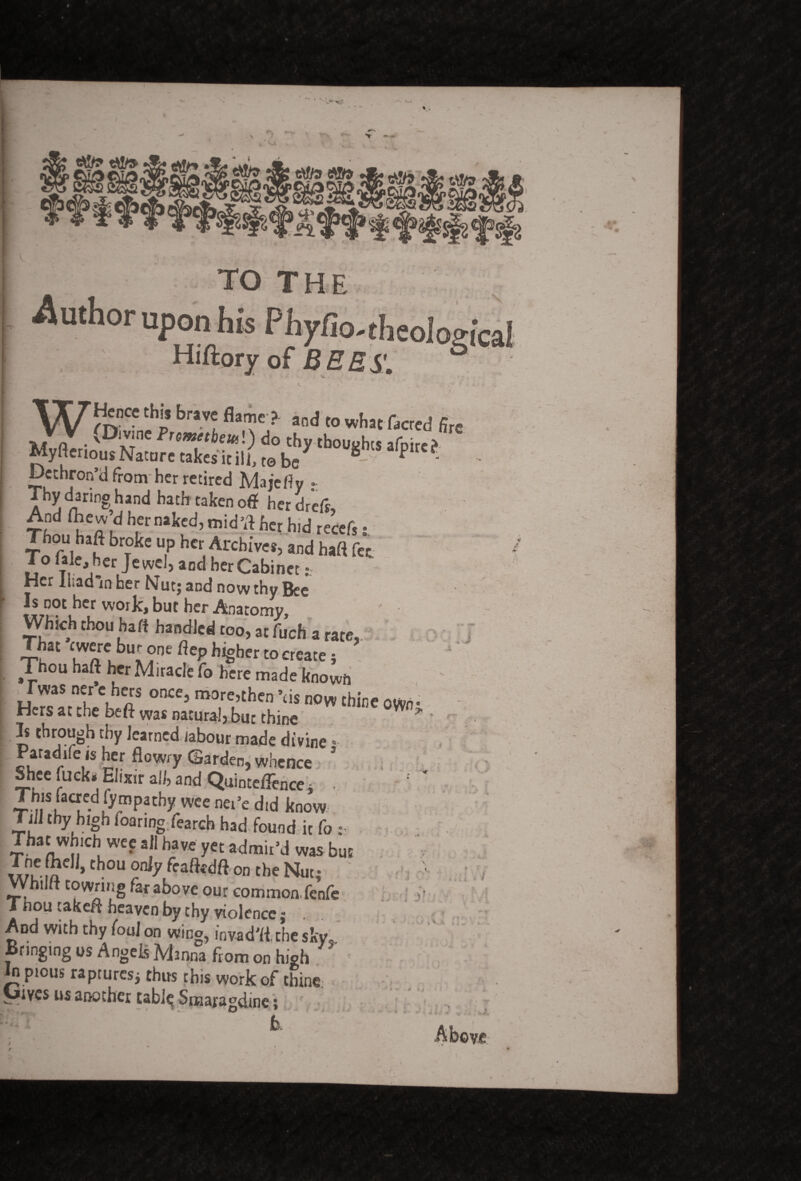 TO THE
Author upon his Phyſio-theological
Hiſtory of BEES.
WHence this brave flame? and to what ſacred fire
(Divine Prometheus!) do thy thoughts aſpire?
Myſterious Nature takes it ill, to be
Dethron'd from her retired Majeſty:
Thy daring hand hath taken off her dreſs,
And ſhew'd her naked, mid'ſt her hid receſs:
Thou haſt broke up her Archives, and haſt ſet
To ſale, her Jewel, and her Cabinet:
Her Iliad in her Nut; and now thy Bee
Is not her work, but her Anatomy,
Which thou haſt handled too, at ſuch a rate,
That 'twere but one ſtep higher to create;
Thou haſt her Miracle ſo here made known
'Twas ner'e hers once, more, then 'tis now thine own;
Hers at the beſt was natural, but thine
Is through thy learned labour made divine;
Paradiſe is her flowry Garden, whence
Shee ſucks Elixir all, and Quinteſſence;
This ſacred ſympathy wee ner'e did know
Till thy high ſoaring ſearch had found it ſo:
That which wee all have yet admir'd was but
The ſhell, thou only feaſtedſt on the Nut;
Whilſt towring far above our common ſenſe
Thou takeſt heaven by thy violence;
And with thy ſoul on wing, invad'ſt the sky,
Bringing us Angels Manna from on high
In pious raptures; thus this work of thine
Gives us another table Smaragdine;
b
Above